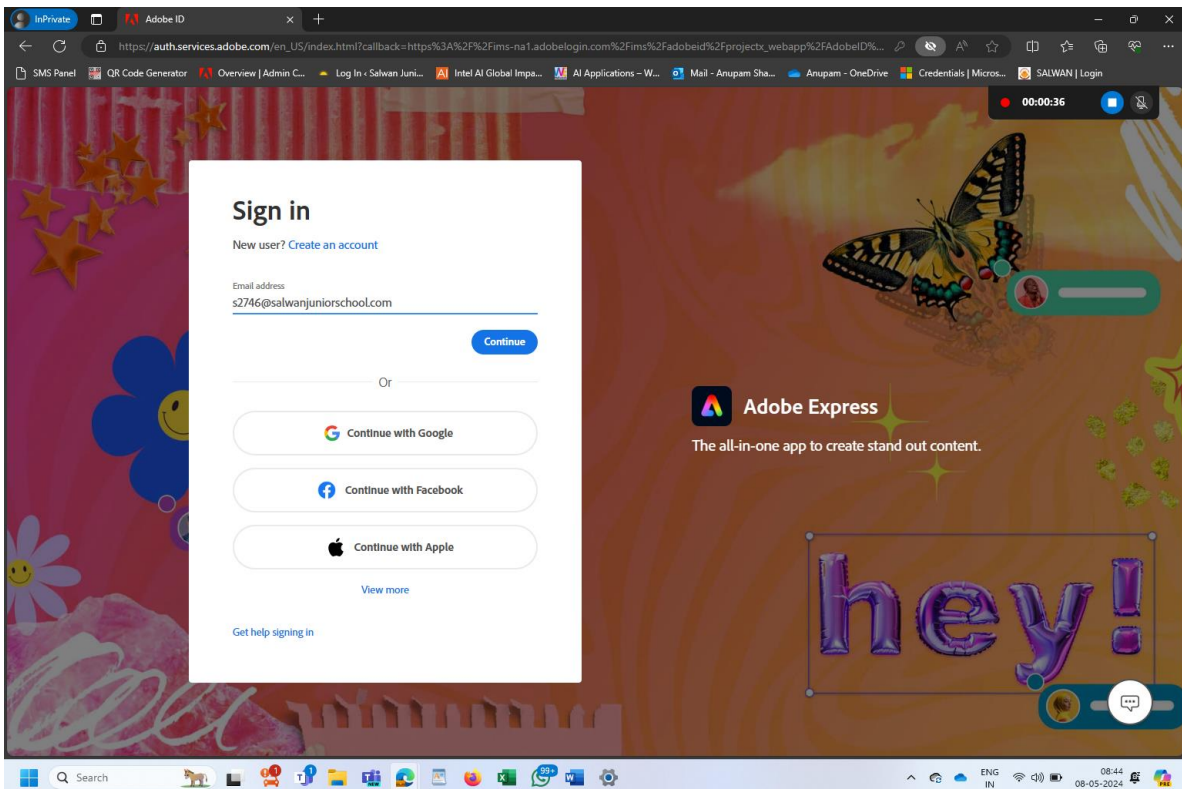 InPrivate
Adobe ID
https://auth.services.adobe.com/en_US/index.html?callback=https%3A%2F%2Fims-na1.adobelogin.com%2Fims%2Fadobeid%2Fprojectx_webapp%2FAdobeID%...
SMS Panel QR Code Generator Overview | Admin C... Log In ‹ Salwan Juni... Intel AI Global Impa... AI Applications – W... Mail - Anupam Sha... Anupam - OneDrive Credentials | Micros... SALWAN | Login
00:00:36
Sign in
New user? Create an account
Email address
s2746@salwanjuniorschool.com
Continue
Or
Continue with Google
Continue with Facebook
Continue with Apple
View more
Get help signing in
Adobe Express
The all-in-one app to create stand out content.
hey!
Search
99+
ENG
IN
08:44
08-05-2024